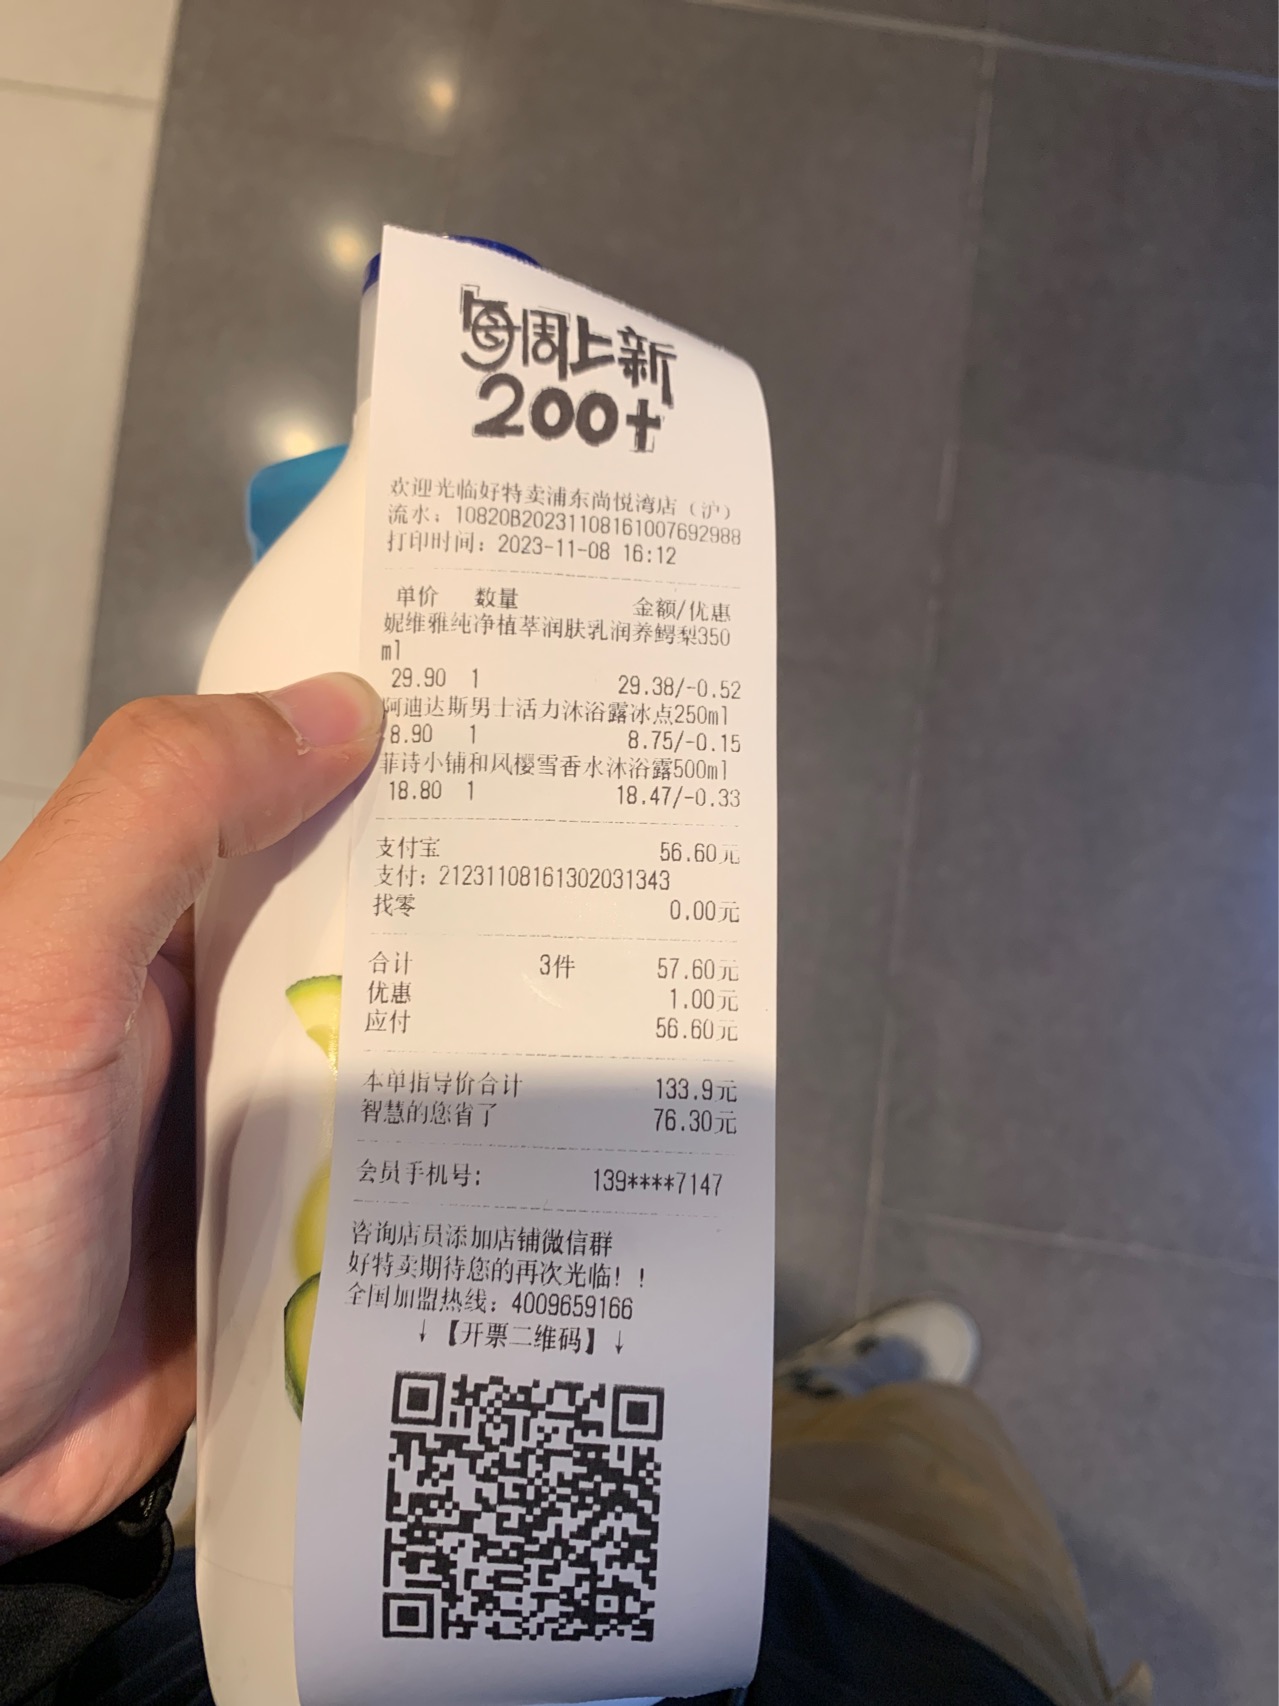 每周上新
200+
欢迎光临好特卖浦东尚悦湾店（沪）
流水：10820B20231108161007692988
打印时间：2023-11-08 16:12
单价 数量 金额/优惠
妮维雅纯净植萃润肤乳润养鳄梨350
ml
29.90 1 29.38/-0.52
阿迪达斯男士活力沐浴露冰点250ml
8.90 1 8.75/-0.15
菲诗小铺和风樱雪香水沐浴露500ml
18.80 1 18.47/-0.33
支付宝 56.60元
支付：21231108161302031343
找零 0.00元
合计 3件 57.60元
优惠 1.00元
应付 56.60元
本单指导价合计 133.9元
智慧的您省了 76.30元
会员手机号: 139****7147
咨询店员添加店铺微信群
好特卖期待您的再次光临！！
全国加盟热线：4009659166
↓【开票二维码】↓